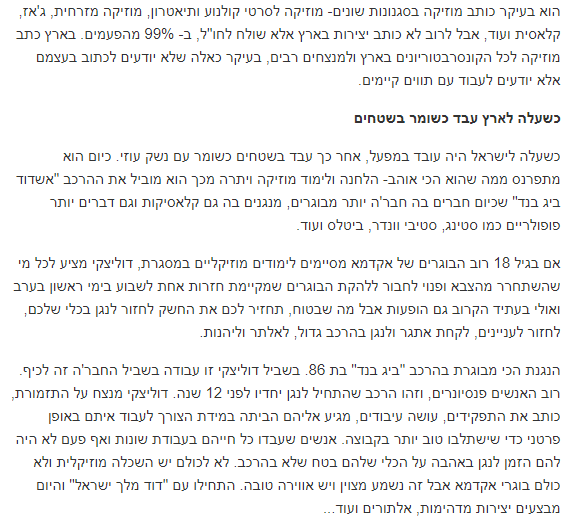 הוא בעיקר כותב מוזיקה בסגנונות שונים- מוזיקה לסרטי קולנוע ותיאטרון, מוזיקה מזרחית, ג'אז,
קלאסית ועוד, אבל לרוב לא כותב יצירות בארץ אלא שולח לחו"ל, ב- 99% מהפעמים. בארץ כתב
מוזיקה לכל הקונסרבטוריונים בארץ ולמנצחים רבים, בעיקר כאלה שלא יודעים לכתוב בעצמם
אלא יודעים לעבוד עם תווים קיימים.
כשעלה לארץ עבד כשומר בשטחים
כשעלה לישראל היה עובד במפעל, אחר כך עבד בשטחים כשומר עם נשק עוזי. כיום הוא
מתפרנס ממה שהוא הכי אוהב- הלחנה ולימוד מוזיקה ויתרה מכך הוא מוביל את ההרכב "אשדוד
ביג בנד" שכיום חברים בה חבר'ה יותר מבוגרים, מנגנים בה גם קלאסיקות וגם דברים יותר
פופולריים כמו סטינג, סטיבי וונדר, ביטלס ועוד.
אם בגיל 18 רוב הבוגרים של אקדמא מסיימים לימודים מוזיקליים במסגרת, דוליצקי מציע לכל מי
שהשתחרר מהצבא ופנוי לחבור ללהקת הבוגרים שמקיימת חזרות אחת לשבוע בימי ראשון בערב
ואולי בעתיד הקרוב גם הופעות אבל מה שבטוח, תחזיר לכם את החשק לחזור לנגן בכלי שלכם,
לחזור לעניינים, לקחת אתגר ולנגן בהרכב גדול, לאלתר וליהנות.
הנגנת הכי מבוגרת בהרכב "ביג בנד" בת 86. בשביל דוליצקי זו עבודה בשביל החבר'ה זה לכיף.
רוב האנשים פנסיונרים, וזהו הרכב שהתחיל לנגן יחדיו לפני 12 שנה. דוליצקי מנצח על התזמורת,
כותב את התפקידים, עושה עיבודים, מגיע אליהם הביתה במידת הצורך לעבוד איתם באופן
פרטני כדי שישתלבו טוב יותר בקבוצה. אנשים שעבדו כל חייהם בעבודת שונות ואף פעם לא היה
להם הזמן לנגן באהבה על הכלי שלהם בטח שלא בהרכב. לא לכולם יש השכלה מוזיקלית ולא
כולם בוגרי אקדמא אבל זה נשמע מצוין ויש אווירה טובה. התחילו עם "דוד מלך ישראל" והיום
מבצעים יצירות מדהימות, אלתורים ועוד...